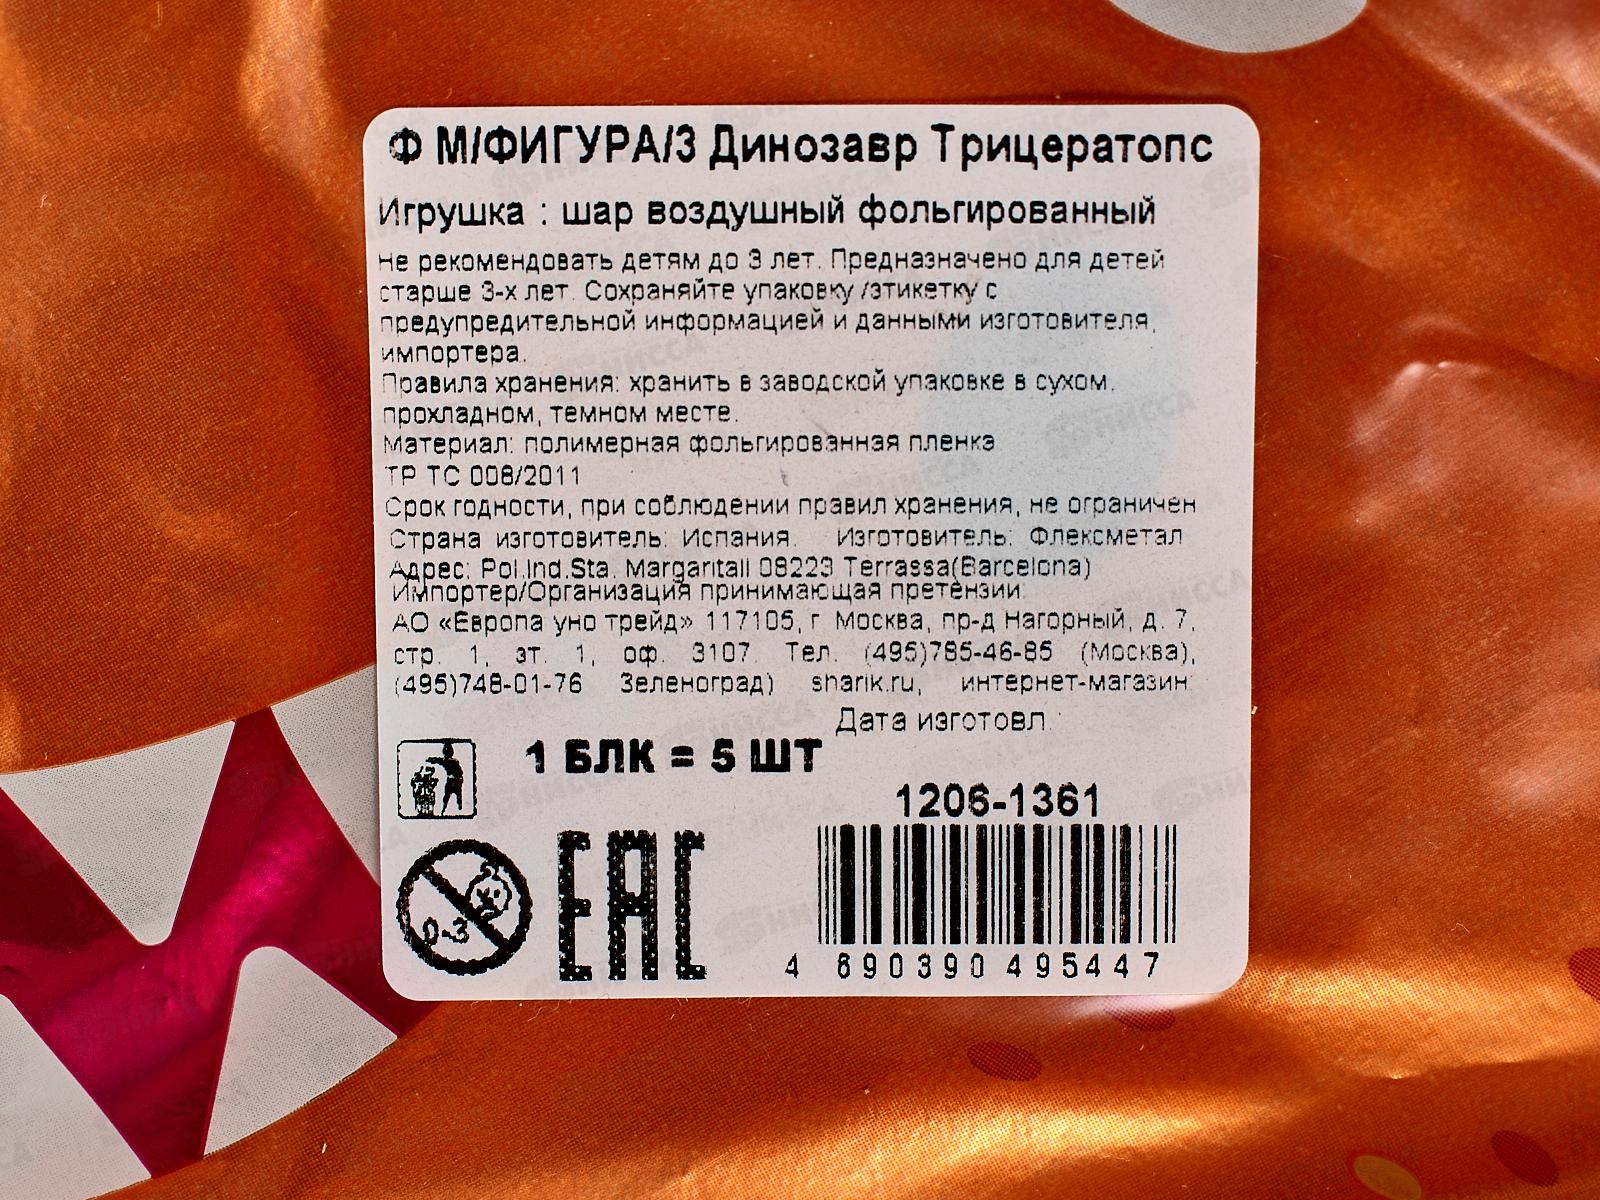 Ф М/ФИГУРА/3 Динозавр Трицератопс
Игрушка : шар воздушный фольгированный
не рекомендовать детям до 3 лет. Предназначено для детей
старше 3-х лет. Сохраняйте упаковку /этикетку с
предупредительной информацией и данными изготовителя,
импортера.
Правила хранения: хранить в заводской упаковке в сухом.
прохладном, темном месте.
Материал: полимерная фольгированная пленка
ТР ТС 008/2011
Срок годности, при соблюдении правил хранения, не ограничен
Страна изготовитель: Испания. Изготовитель: Флексметал
Адрес: Pol.Ind.Sta. Margaritall 08223 Terrassa(Barcelona)
Импортер/Организация принимающая претензии:
АО «Европа уно трейд» 117105, г Москва, пр-д Нагорный, д. 7,
стр. 1, эт. 1, оф. 3107. Тел. (495)785-46-85 (Москва),
(495)748-01-76 Зеленоград) sharik.ru, интернет-магазин:
Дата изготовл.:
1 БЛК = 5 ШТ
1206-1361
0-3
ЕАС
4 690390 495447